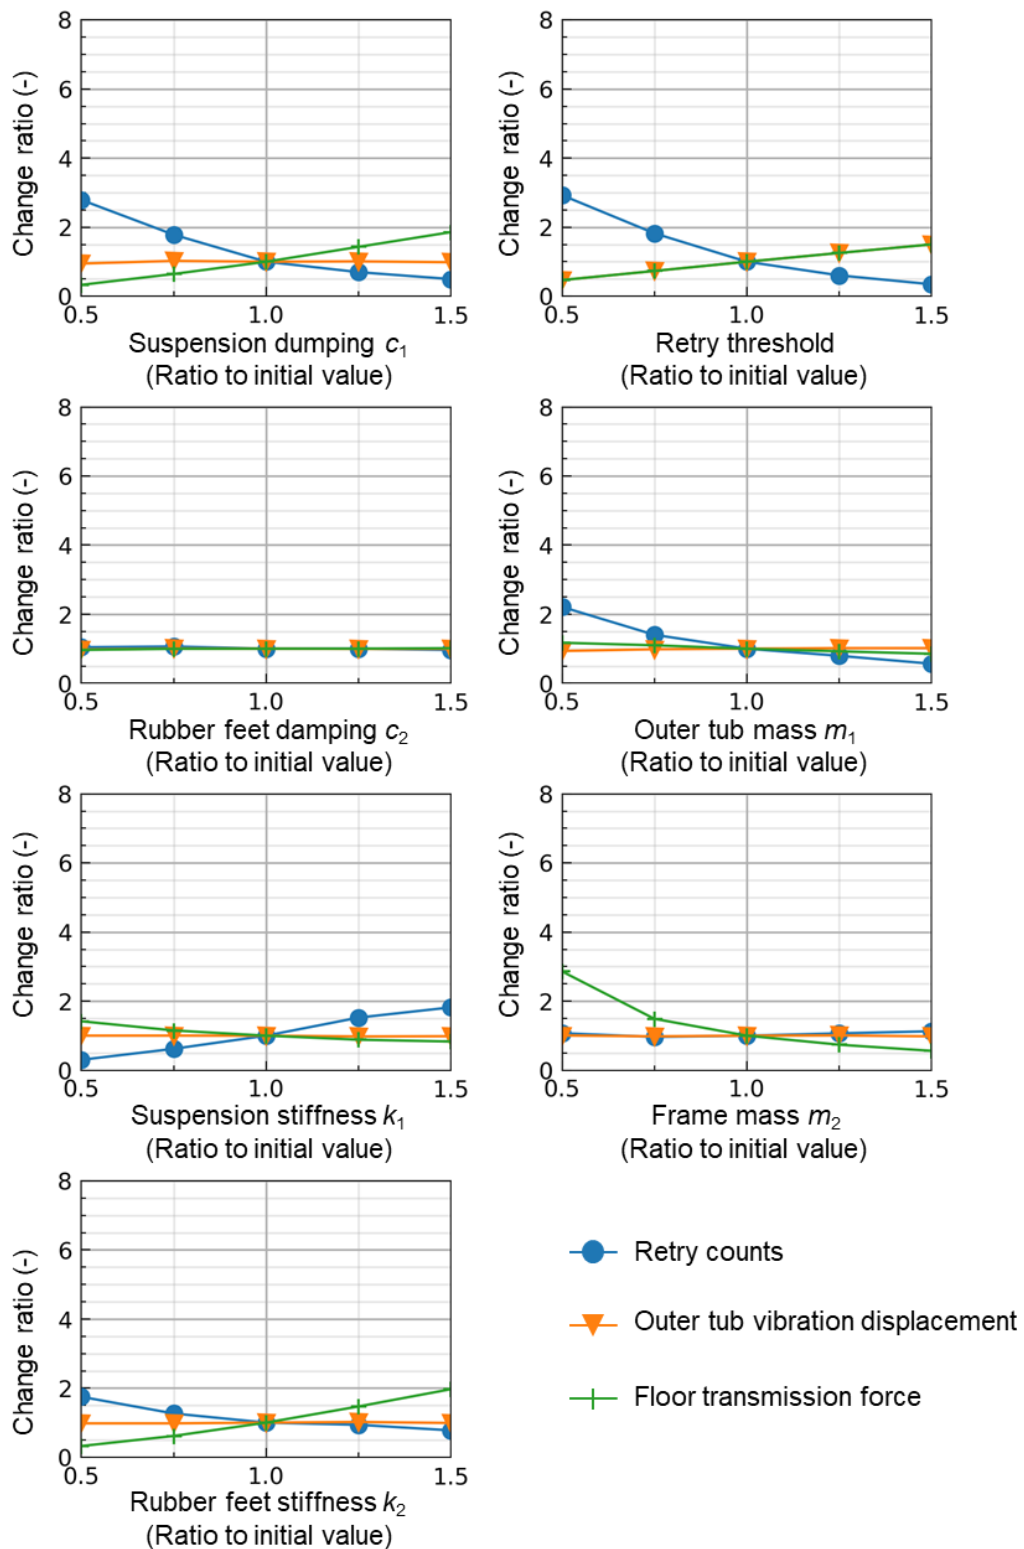 8
6
4
2
0
Change ratio (-)
0.5 1.0 1.5
Suspension dumping c₁
(Ratio to initial value)
8
6
4
2
0
Change ratio (-)
0.5 1.0 1.5
Retry threshold
(Ratio to initial value)
8
6
4
2
0
Change ratio (-)
0.5 1.0 1.5
Rubber feet damping c₂
(Ratio to initial value)
8
6
4
2
0
Change ratio (-)
0.5 1.0 1.5
Outer tub mass m₁
(Ratio to initial value)
8
6
4
2
0
Change ratio (-)
0.5 1.0 1.5
Suspension stiffness k₁
(Ratio to initial value)
8
6
4
2
0
Change ratio (-)
0.5 1.0 1.5
Frame mass m₂
(Ratio to initial value)
8
6
4
2
0
Change ratio (-)
0.5 1.0 1.5
Rubber feet stiffness k₂
(Ratio to initial value)
Retry counts
Outer tub vibration displacement
Floor transmission force